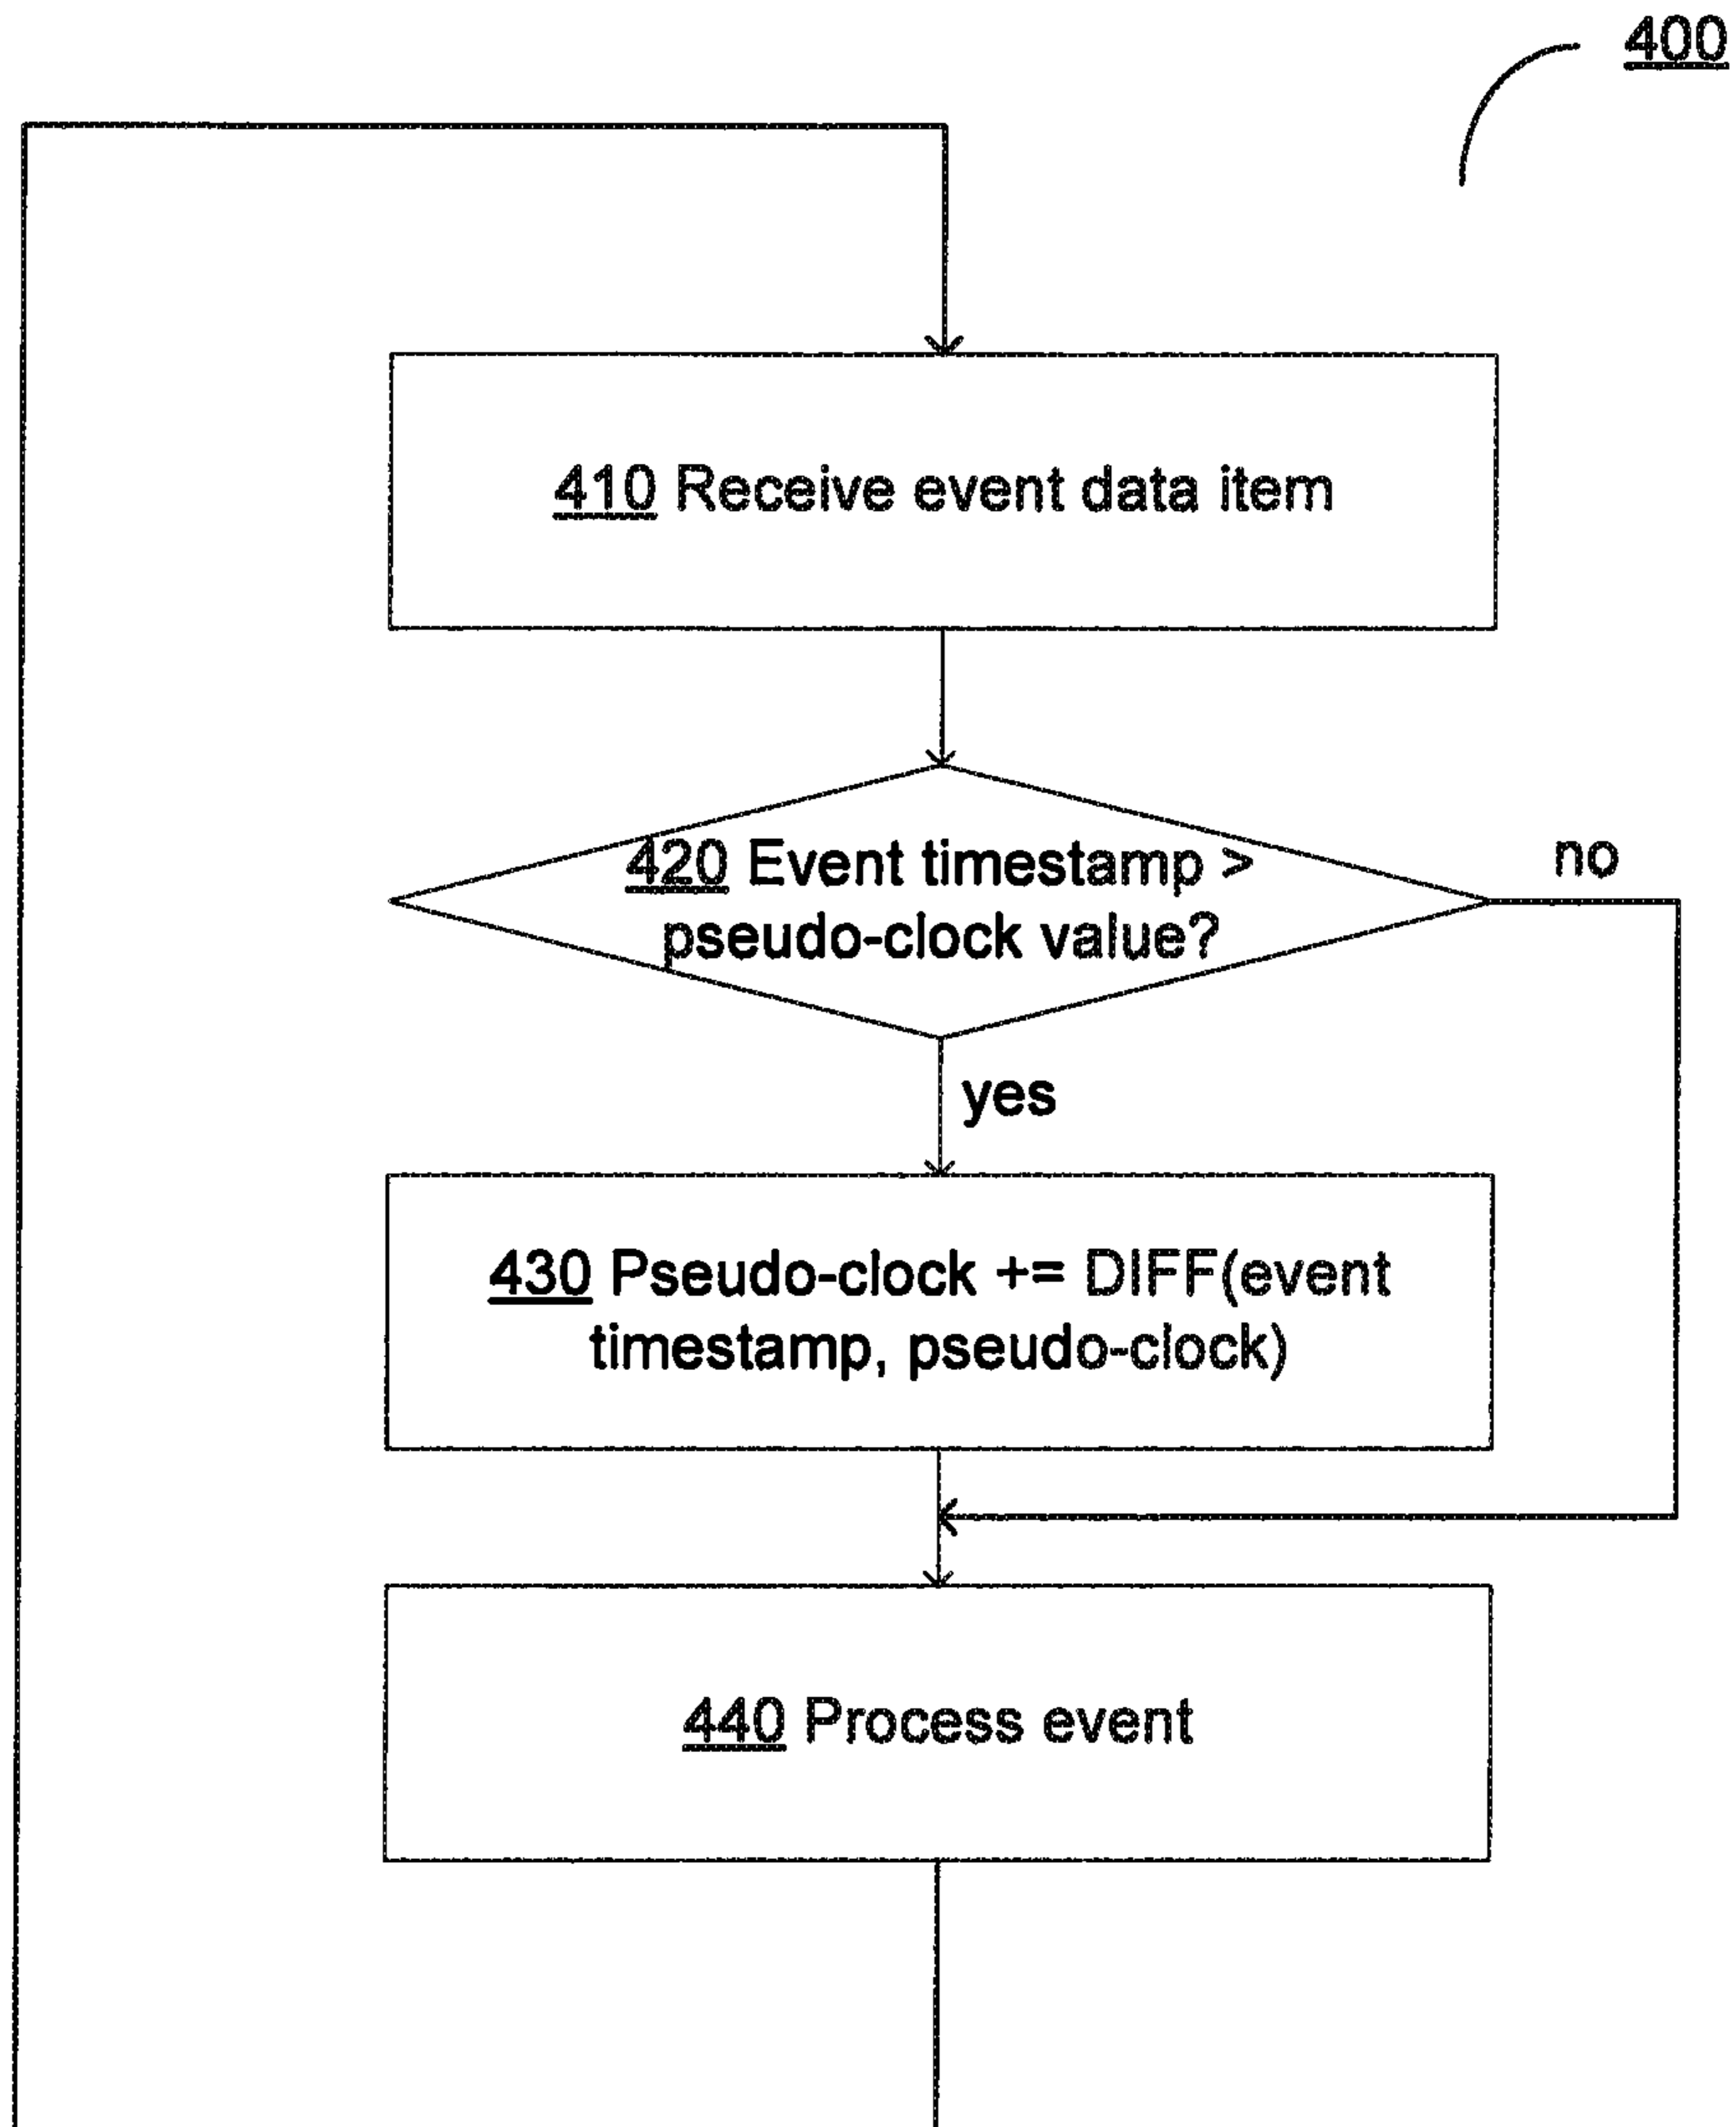 400
410 Receive event data item
420 Event timestamp >
pseudo-clock value?
no
yes
430 Pseudo-clock += DIFF(event
timestamp, pseudo-clock)
440 Process event